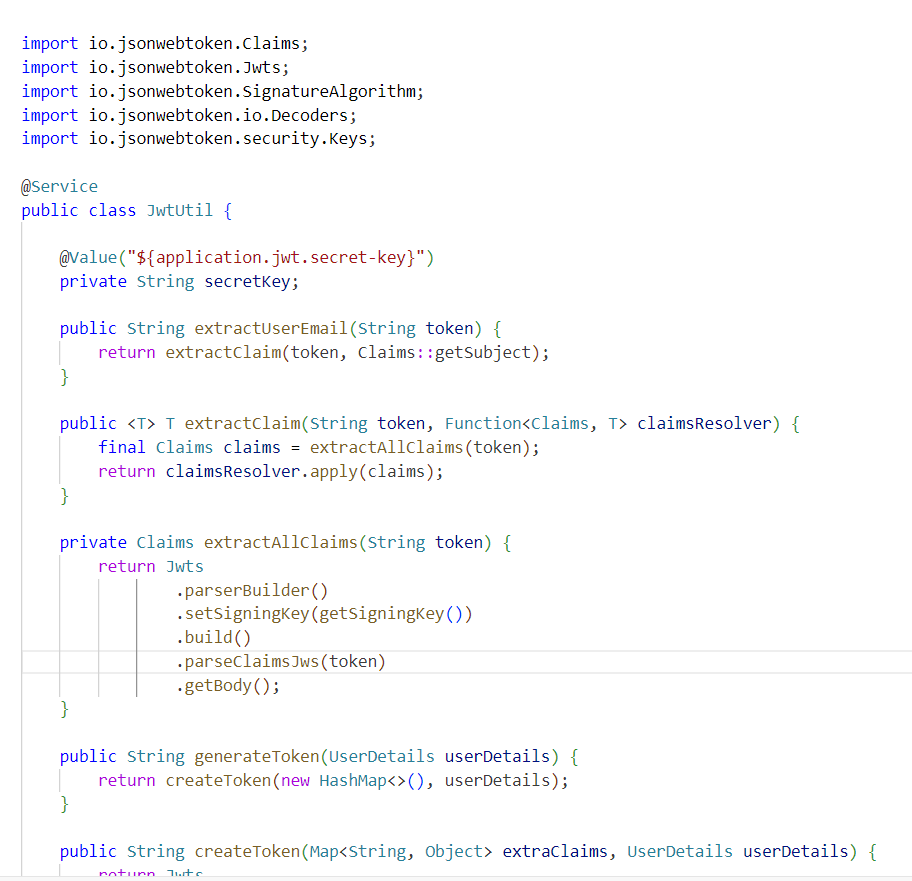 import io.jsonwebtoken.Claims;
import io.jsonwebtoken.Jwts;
import io.jsonwebtoken.SignatureAlgorithm;
import io.jsonwebtoken.io.Decoders;
import io.jsonwebtoken.security.Keys;
@Service
public class JwtUtil {
@Value("${application.jwt.secret-key}")
private String secretKey;
public String extractUserEmail(String token) {
return extractClaim(token, Claims::getSubject);
}
public <T> T extractClaim(String token, Function<Claims, T> claimsResolver) {
final Claims claims = extractAllClaims(token);
return claimsResolver.apply(claims);
}
private Claims extractAllClaims(String token) {
return Jwts
.parserBuilder()
.setSigningKey(getSigningKey())
.build()
.parseClaimsJws(token)
.getBody();
}
public String generateToken(UserDetails userDetails) {
return createToken(new HashMap<>(), userDetails);
}
public String createToken(Map<String, Object> extraClaims, UserDetails userDetails) {
return Jwts